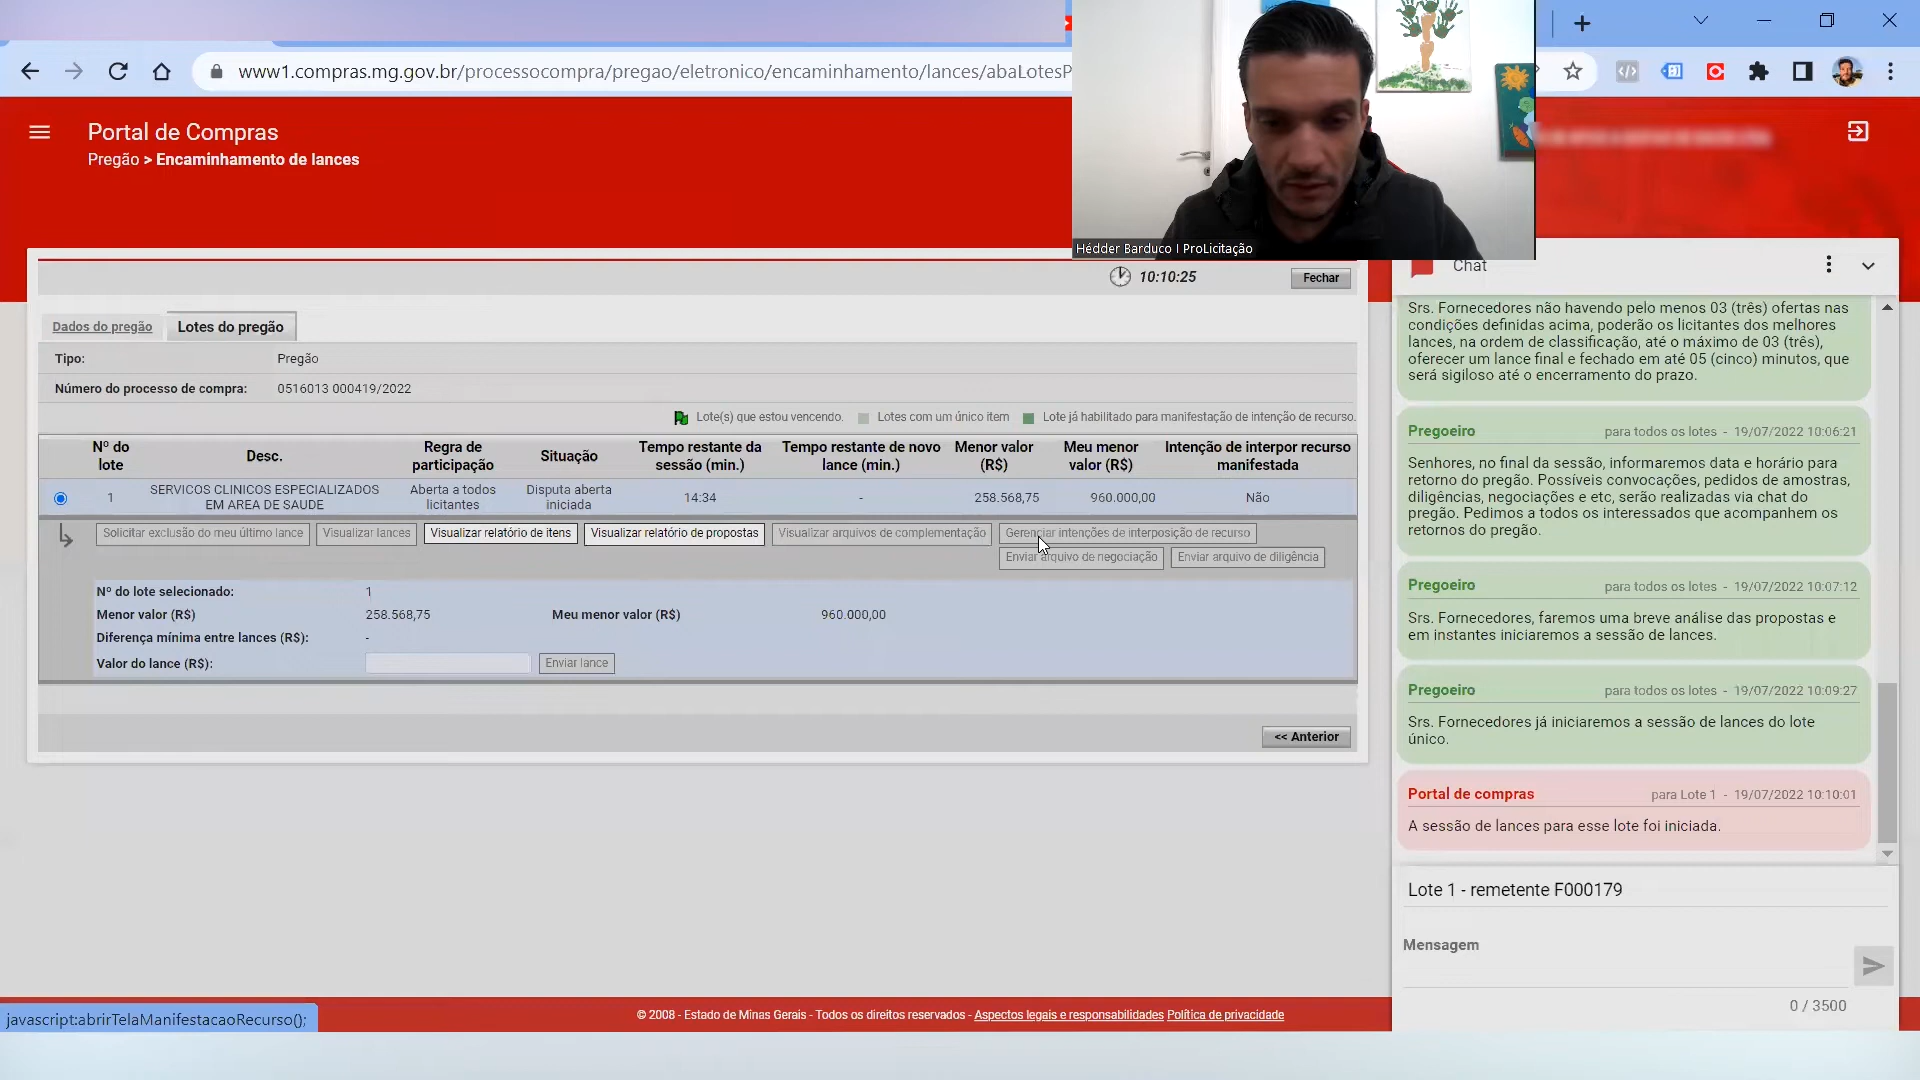 www1.compras.mg.gov.br/processocompra/pregao/eletronico/encaminhamento/lances/abaLotesP
Portal de Compras
Pregão > Encaminhamento de lances
Hédder Barduco I ProLicitação
10:10:25
Fechar
Dados do pregão
Lotes do pregão
Tipo: Pregão
Número do processo de compra: 0516013 000419/2022
Lote(s) que estou vencendo. Lotes com um único item Lote já habilitado para manifestação de intenção de recurso.
Nº do lote Desc. Regra de participação Situação Tempo restante da sessão (min.) Tempo restante de novo lance (min.) Menor valor (R$) Meu menor valor (R$) Intenção de interpor recurso manifestada
1 SERVICOS CLINICOS ESPECIALIZADOS EM AREA DE SAUDE Aberta a todos licitantes Disputa aberta iniciada 14:34 - 258.568,75 960.000,00 Não
Solicitar exclusão do meu último lance Visualizar lances Visualizar relatório de itens Visualizar relatório de propostas Visualizar arquivos de complementação Gerenciar intenções de interposição de recurso
Enviar arquivo de negociação Enviar arquivo de diligência
Nº do lote selecionado: 1
Menor valor (R$) 258.568,75 Meu menor valor (R$) 960.000,00
Diferença mínima entre lances (R$): -
Valor do lance (R$): Enviar lance
<< Anterior
Chat
Srs. Fornecedores não havendo pelo menos 03 (três) ofertas nas
condições definidas acima, poderão os licitantes dos melhores
lances, na ordem de classificação, até o máximo de 03 (três),
oferecer um lance final e fechado em até 05 (cinco) minutos, que
será sigiloso até o encerramento do prazo.
Pregoeiro para todos os lotes - 19/07/2022 10:06:21
Senhores, no final da sessão, informaremos data e horário para
retorno do pregão. Possíveis convocações, pedidos de amostras,
diligências, negociações e etc, serão realizadas via chat do
pregão. Pedimos a todos os interessados que acompanhem os
retornos do pregão.
Pregoeiro para todos os lotes - 19/07/2022 10:07:12
Srs. Fornecedores, faremos uma breve análise das propostas e
em instantes iniciaremos a sessão de lances.
Pregoeiro para todos os lotes - 19/07/2022 10:09:27
Srs. Fornecedores já iniciaremos a sessão de lances do lote
único.
Portal de compras para Lote 1 - 19/07/2022 10:10:01
A sessão de lances para esse lote foi iniciada.
Lote 1 - remetente F000179
Mensagem
0 / 3500
© 2008 - Estado de Minas Gerais - Todos os direitos reservados - Aspectos legais e responsabilidades Política de privacidade
javascript:abrirTelaManifestacaoRecurso();